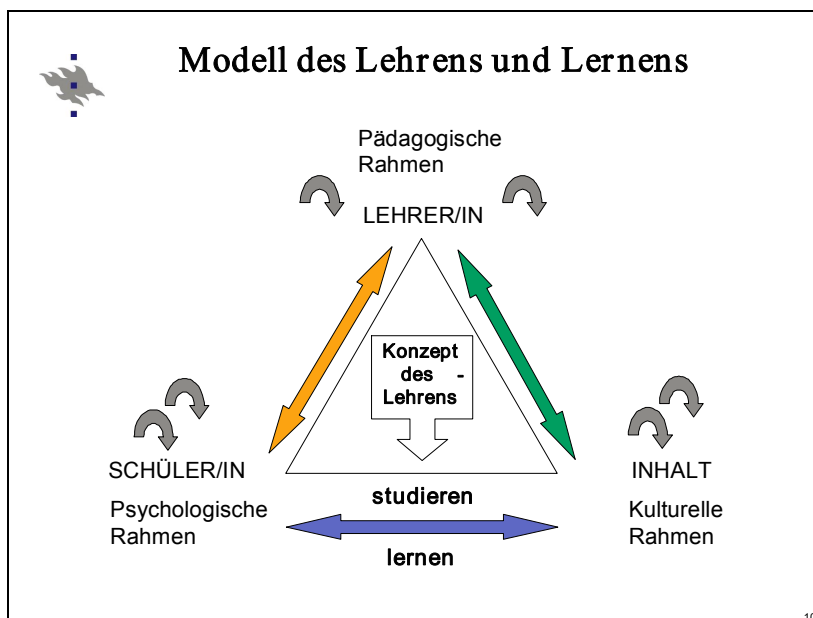 Modell des Lehrens und Lernens
Pädagogische
Rahmen
LEHRER/IN
Konzept
des -
Lehrens
SCHÜLER/IN
Psychologische
Rahmen
studieren
lernen
INHALT
Kulturelle
Rahmen